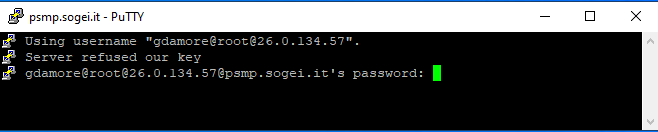 psmp.sogei.it - PuTTY
Using username "gdamore@root@26.0.134.57".
Server refused our key
gdamore@root@26.0.134.57@psmp.sogei.it's password: